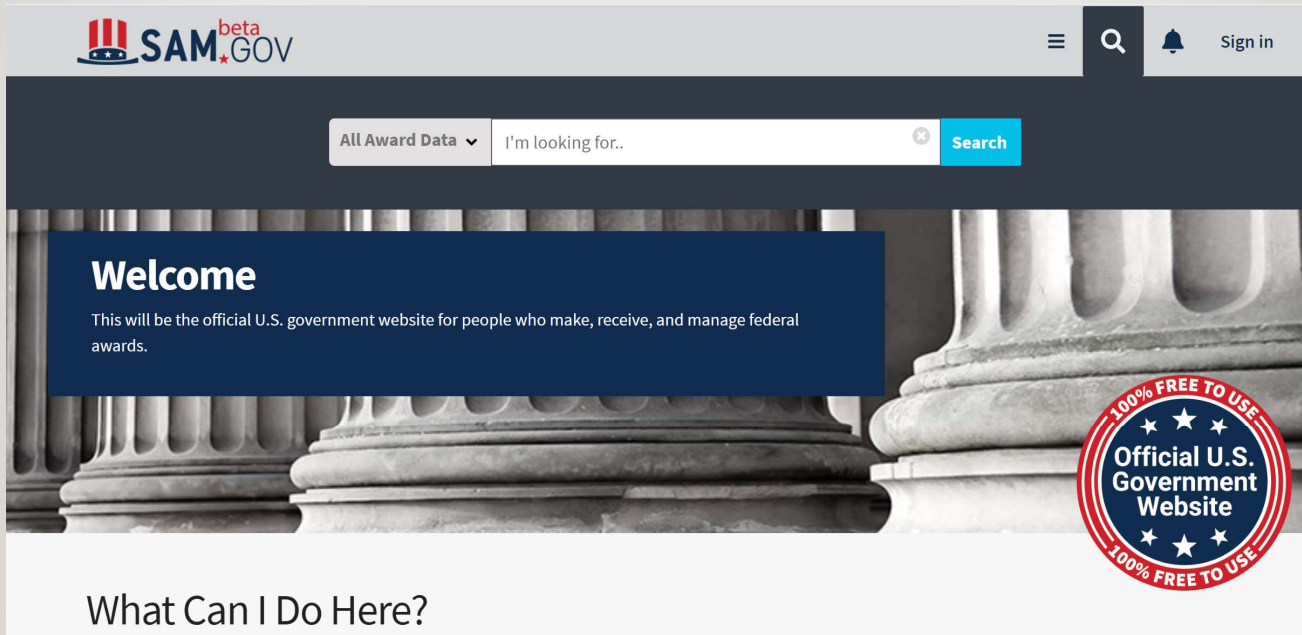 SAM.GOV beta
Sign in
All Award Data
I'm looking for..
Search
Welcome
This will be the official U.S. government website for people who make, receive, and manage federal
awards.
100% FREE TO USE
Official U.S.
Government
Website
100% FREE TO USE
What Can I Do Here?